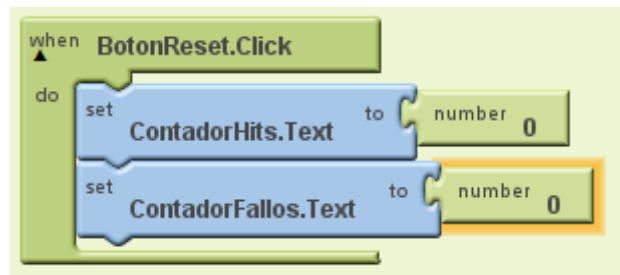 when BotonReset.Click
do
set ContadorHits.Text to number 0
set ContadorFallos.Text to number 0